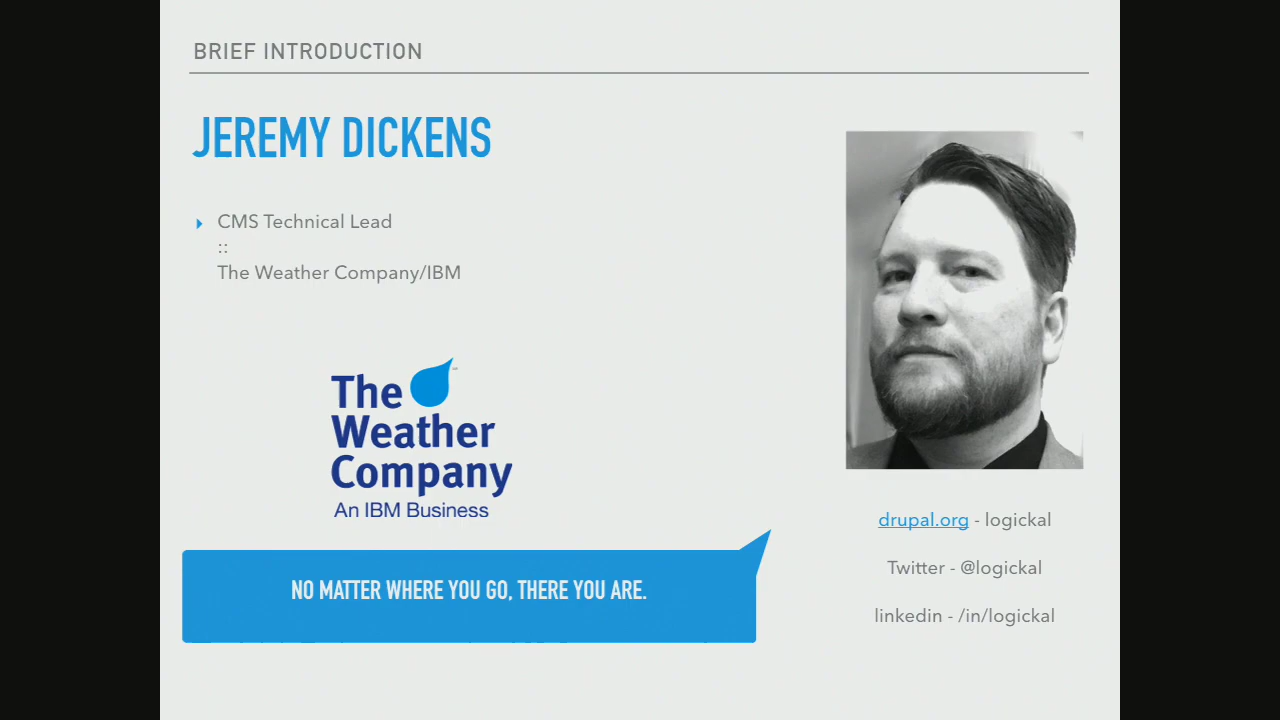 BRIEF INTRODUCTION
JEREMY DICKENS
CMS Technical Lead
::
The Weather Company/IBM
The
Weather
Company
An IBM Business
NO MATTER WHERE YOU GO, THERE YOU ARE.
drupal.org - logickal
Twitter - @logickal
linkedin - /in/logickal